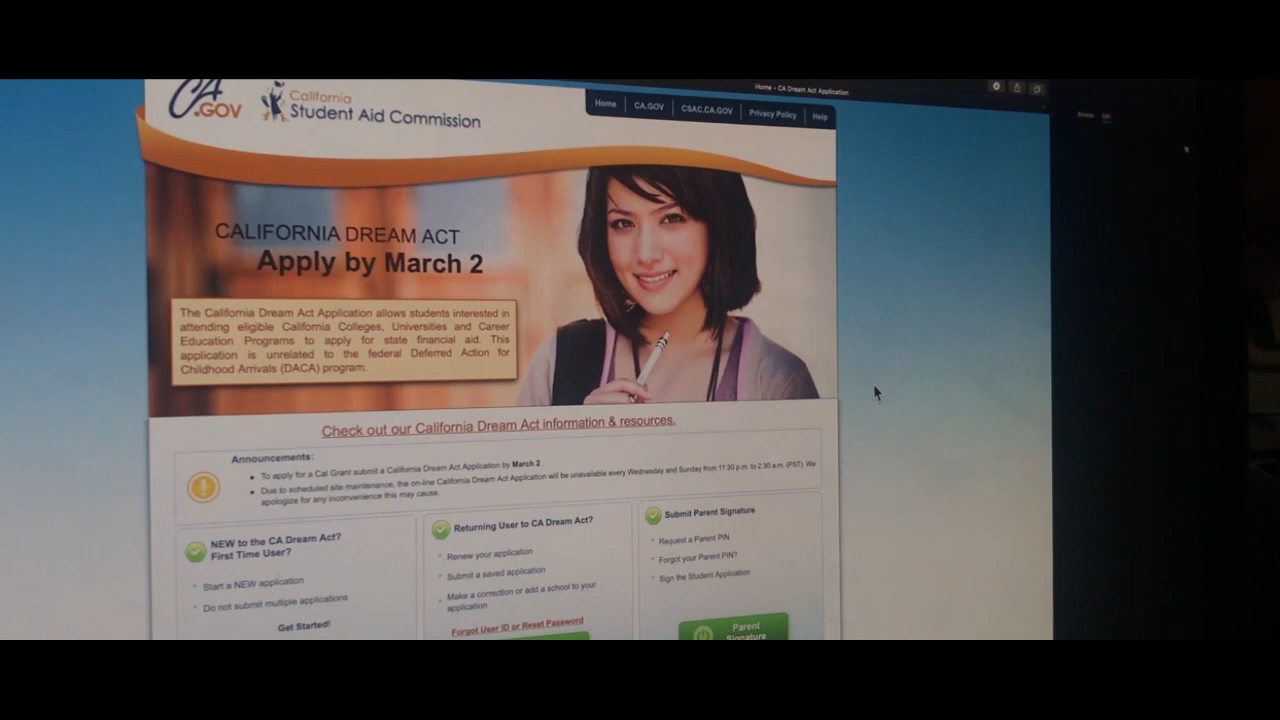 Home - CA Dream Act Application
CA
.GOV
California
Student Aid Commission
Home
CA.GOV
CSAC.CA.GOV
Privacy Policy
Help
CALIFORNIA DREAM ACT
Apply by March 2
The California Dream Act Application allows students interested in
attending eligible California Colleges, Universities and Career
Education Programs to apply for state financial aid. This
application is unrelated to the federal Deferred Action for
Childhood Arrivals (DACA) program.
Check out our California Dream Act information & resources.
Announcements:
To apply for a Cal Grant submit a California Dream Act Application by March 2.
Due to scheduled site maintenance, the on-line California Dream Act Application will be unavailable every Wednesday and Sunday from 11:30 p.m. to 2:30 a.m. (PST). We
apologize for any inconvenience this may cause.
NEW to the CA Dream Act?
First Time User?
Start a NEW application
Do not submit multiple applications
Get Started!
Returning User to CA Dream Act?
Renew your application
Submit a saved application
Make a correction or add a school to your
application
Forgot User ID or Reset Password
Submit Parent Signature
Request a Parent PIN
Forgot your Parent PIN?
Sign the Student Application
Parent
Signature